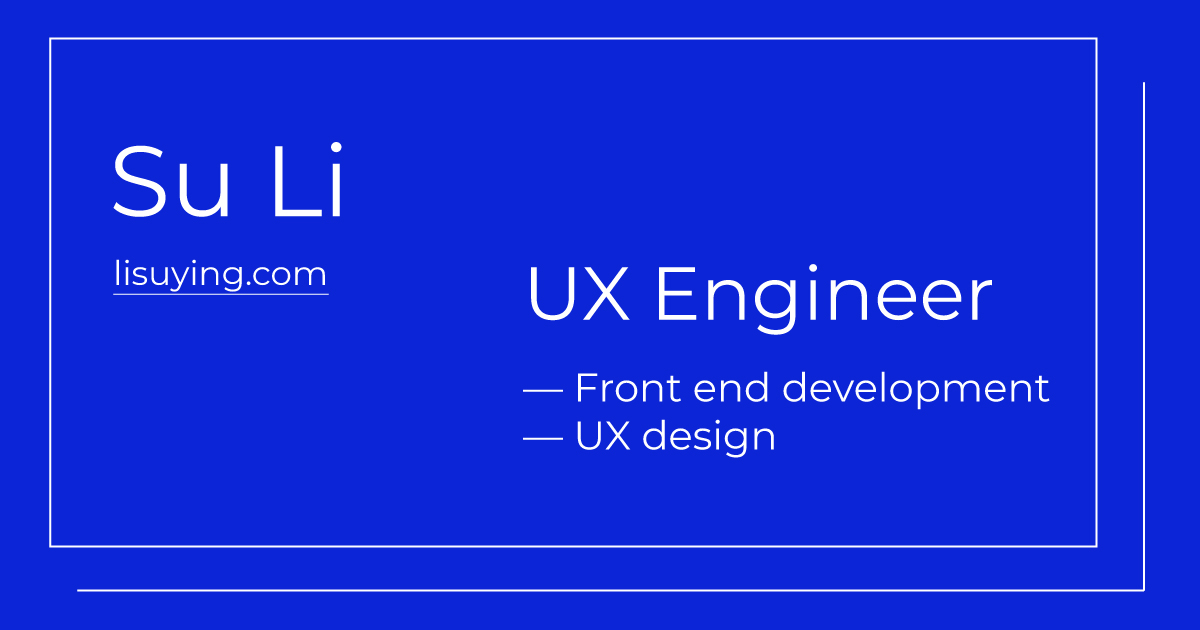 Su Li
lisuying.com
UX Engineer
— Front end development
— UX design